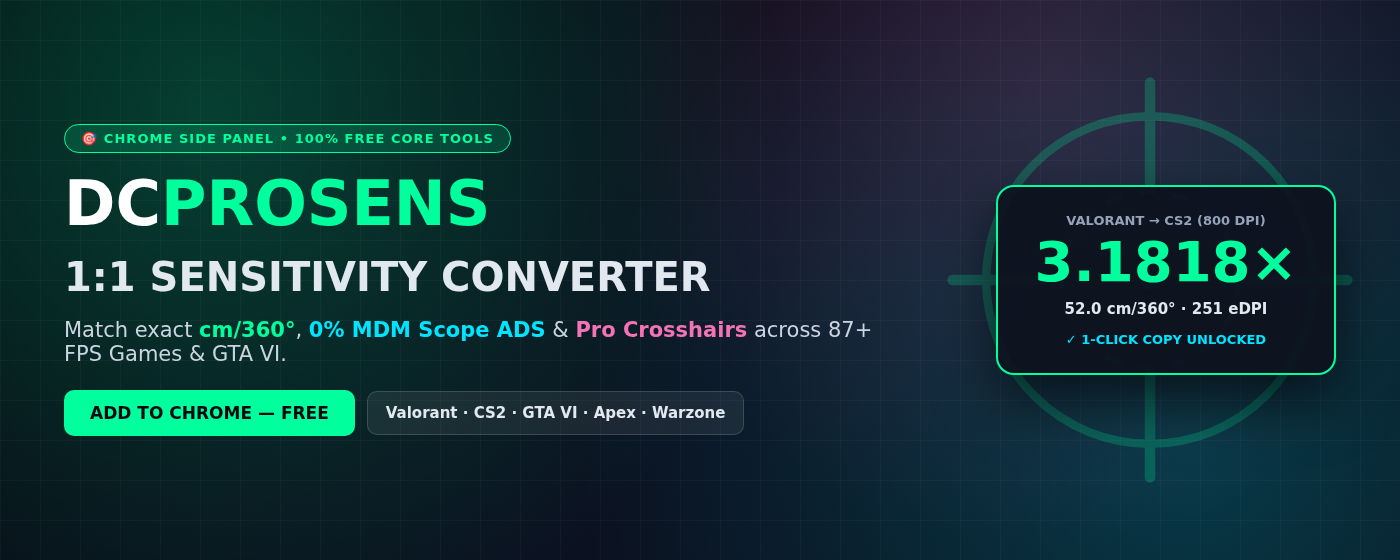 🎯 CHROME SIDE PANEL • 100% FREE CORE TOOLS
DCPROSENS
1:1 SENSITIVITY CONVERTER
Match exact cm/360°, 0% MDM Scope ADS & Pro Crosshairs across 87+
FPS Games & GTA VI.
ADD TO CHROME — FREE
Valorant · CS2 · GTA VI · Apex · Warzone
VALORANT → CS2 (800 DPI)
3.1818×
52.0 cm/360° · 251 eDPI
✓ 1-CLICK COPY UNLOCKED